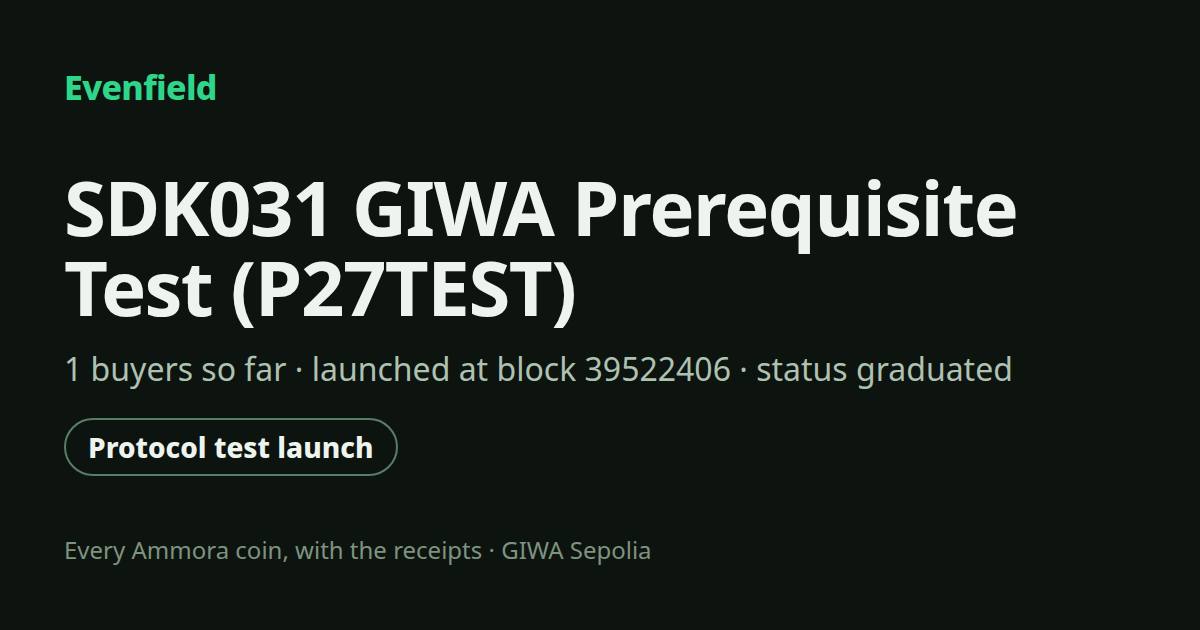 Evenfield
SDK031 GIWA Prerequisite
Test (P27TEST)
1 buyers so far · launched at block 39522406 · status graduated
Protocol test launch
Every Ammora coin, with the receipts · GIWA Sepolia